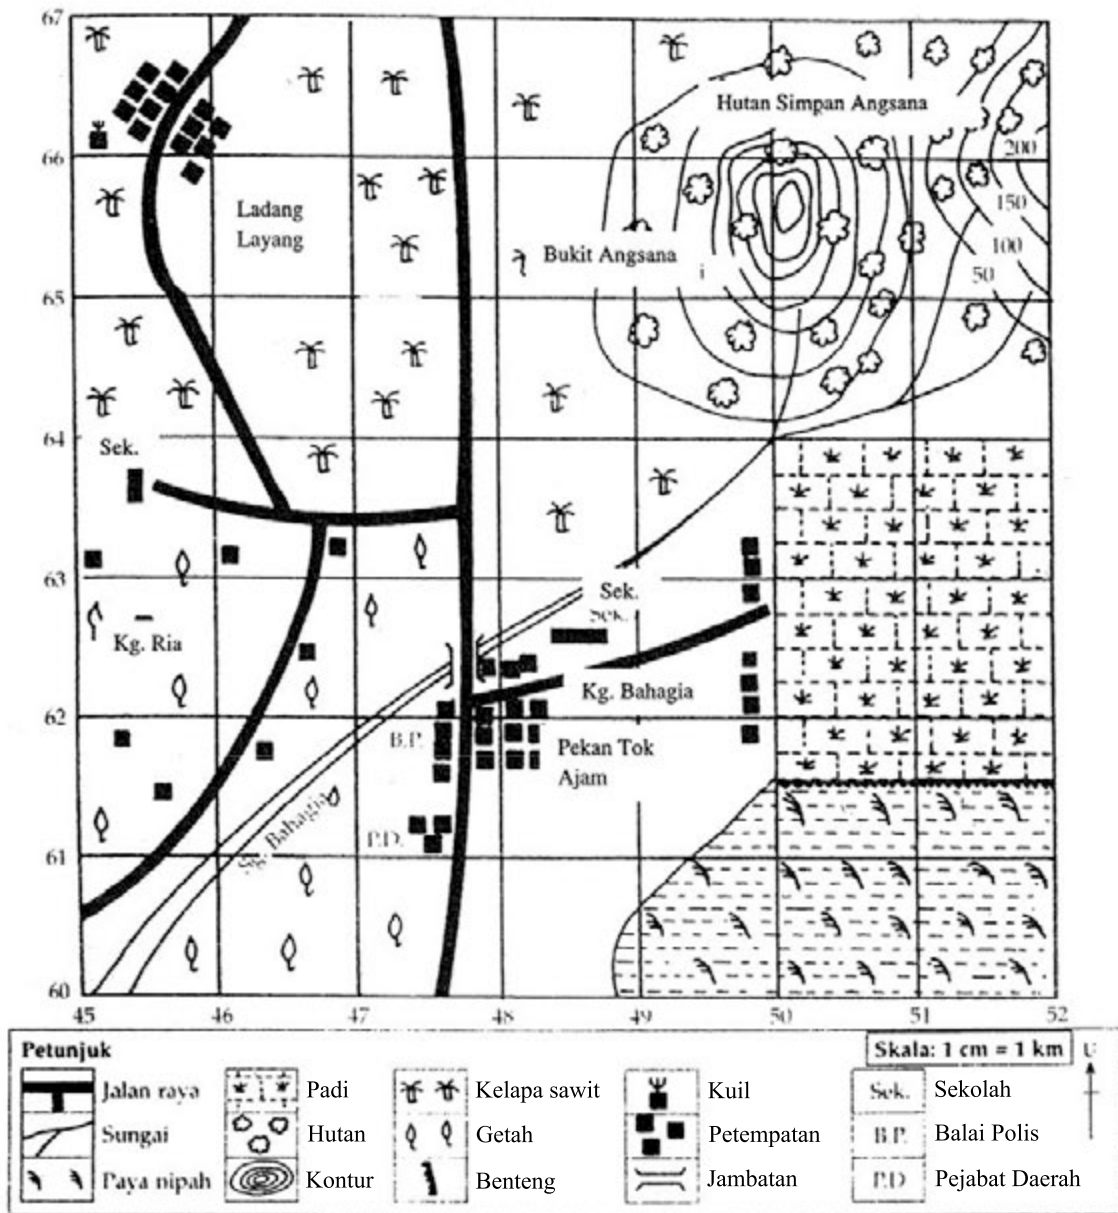 67
66
65
64
63
62
61
60
45 46 47 48 49 50 51 52
Hutan Simpan Angsana
200
150
100
50
Ladang
Layang
Bukit Angsana
i
Sek.
Sek.
Sek.
Kg. Ria
Kg. Bahagia
B.P.
Pekan Tok
Ajam
Sg. Bahagia
P.D.
Petunjuk
Skala: 1 cm = 1 km
U
Jalan raya
Padi
Kelapa sawit
Kuil
Sek. Sekolah
Sungai
Hutan
Getah
Petempatan
B.P. Balai Polis
Paya nipah
Kontur
Benteng
Jambatan
P.D Pejabat Daerah